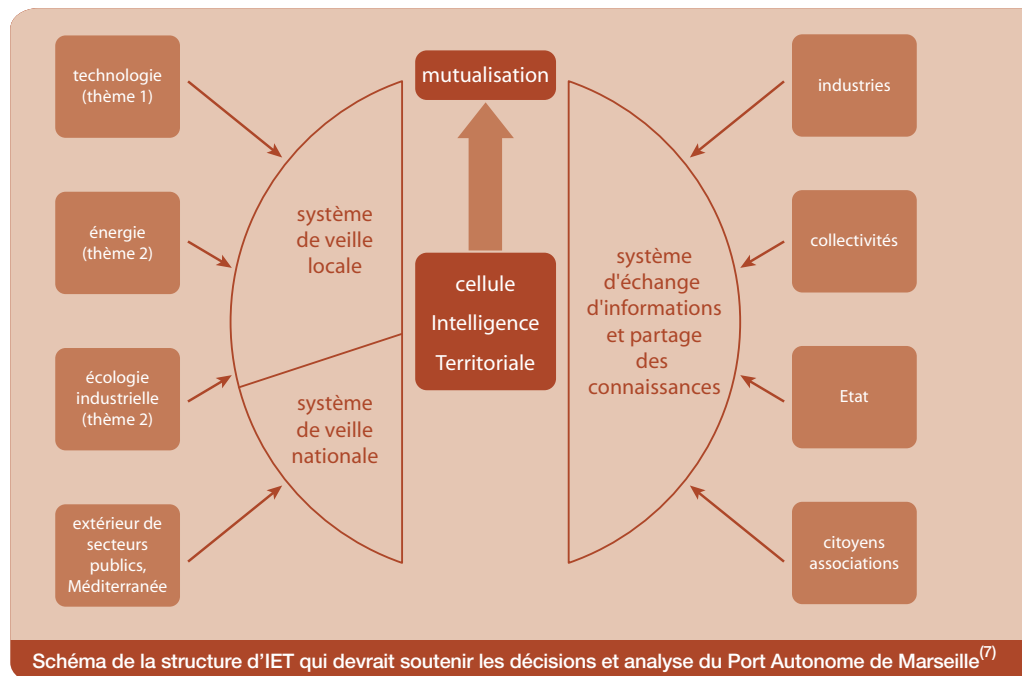 technologie
(thème 1)
énergie
(thème 2)
écologie
industrielle
(thème 2)
extérieur de
secteurs
publics,
Méditerranée
système
de veille
locale
système
de veille
nationale
mutualisation
cellule
Intelligence
Territoriale
système
d'échange
d'informations
et partage
des
connaissances
industries
collectivités
Etat
citoyens
associations
Schéma de la structure d’IET qui devrait soutenir les décisions et analyse du Port Autonome de Marseille(7)